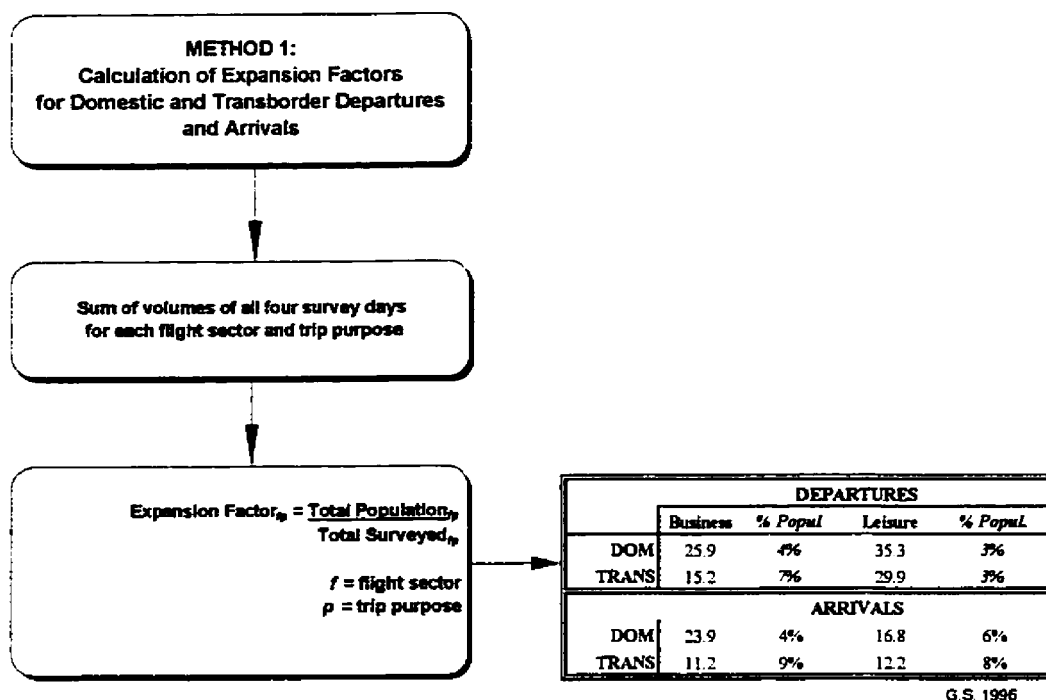 METHOD 1:
Calculation of Expansion Factors
for Domestic and Transborder Departures
and Arrivals
Sum of volumes of all four survey days
for each flight sector and trip purpose
Expansion Factor_fp = Total Population_fp
Total Surveyed_fp
f = flight sector
p = trip purpose
DEPARTURES
Business % Popul. Leisure % Popul.
DOM 25.9 4% 35.3 3%
TRANS 15.2 7% 29.9 3%
ARRIVALS
DOM 23.9 4% 16.8 6%
TRANS 11.2 9% 12.2 8%
G.S. 1996